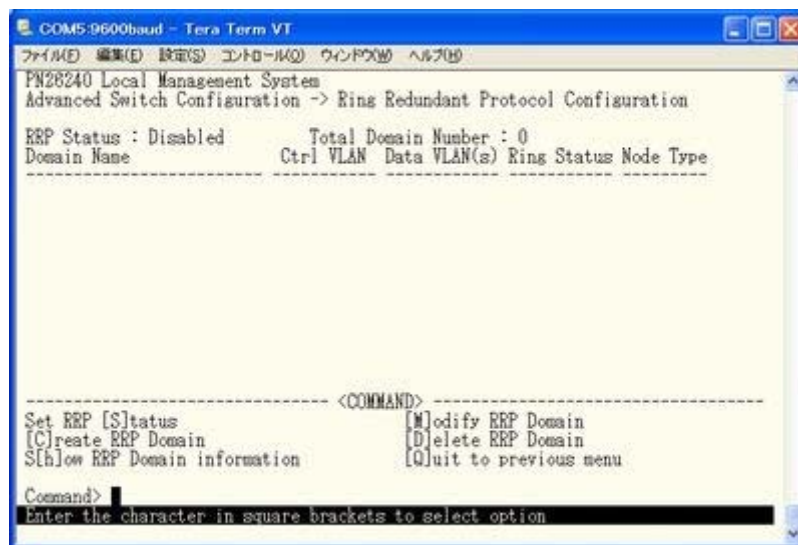 COM5:9600baud - Tera Term VT
ファイル(F) 編集(E) 設定(S) コントロール(O) ウィンドウ(W) ヘルプ(H)
PN26240 Local Management System
Advanced Switch Configuration -> Ring Redundant Protocol Configuration
RRP Status : Disabled Total Domain Number : 0
Domain Name Ctrl VLAN Data VLAN(s) Ring Status Node Type
-------------------------- ----------- ------------ ----------- ---------
--------------------------------- <COMMAND> ------------------------------------
Set RRP [S]tatus [M]odify RRP Domain
[C]reate RRP Domain [D]elete RRP Domain
S[h]ow RRP Domain information [Q]uit to previous menu
Command>
Enter the character in square brackets to select option